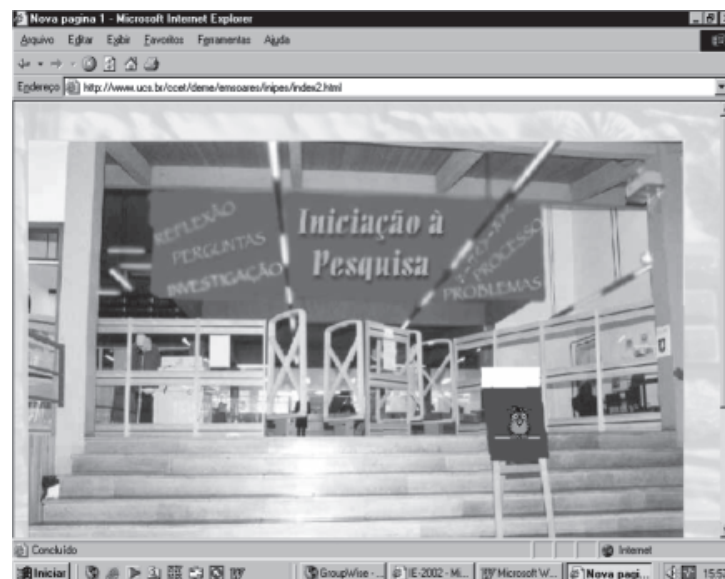 Nova pagina 1 - Microsoft Internet Explorer
Arquivo Editar Exibir Favoritos Ferramentas Ajuda
Endereço http://www.ucs.br/ccet/deme/emsoares/inipes/index2.html
REFLEXÃO
PERGUNTAS
INVESTIGAÇÃO
Iniciação à
Pesquisa
PROCESSO
PROBLEMAS
Concluído Internet
Iniciar GroupWise -... IE-2002 - Mi... Microsoft W... Nova pagi...